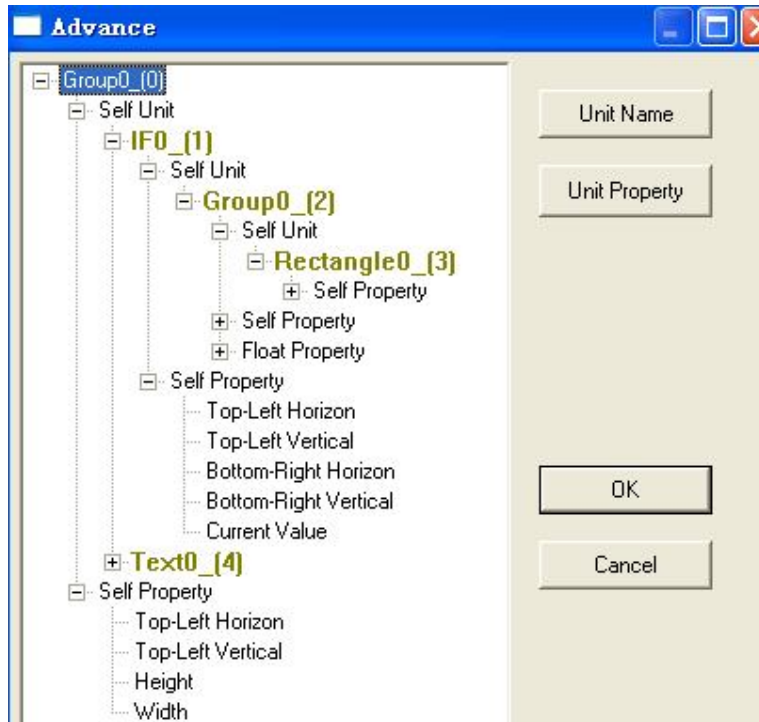 Advance
Group0_(0)
Self Unit
IF0_(1)
Self Unit
Group0_(2)
Self Unit
Rectangle0_(3)
Self Property
Self Property
Float Property
Self Property
Top-Left Horizon
Top-Left Vertical
Bottom-Right Horizon
Bottom-Right Vertical
Current Value
Text0_(4)
Self Property
Top-Left Horizon
Top-Left Vertical
Height
Width
Unit Name
Unit Property
OK
Cancel